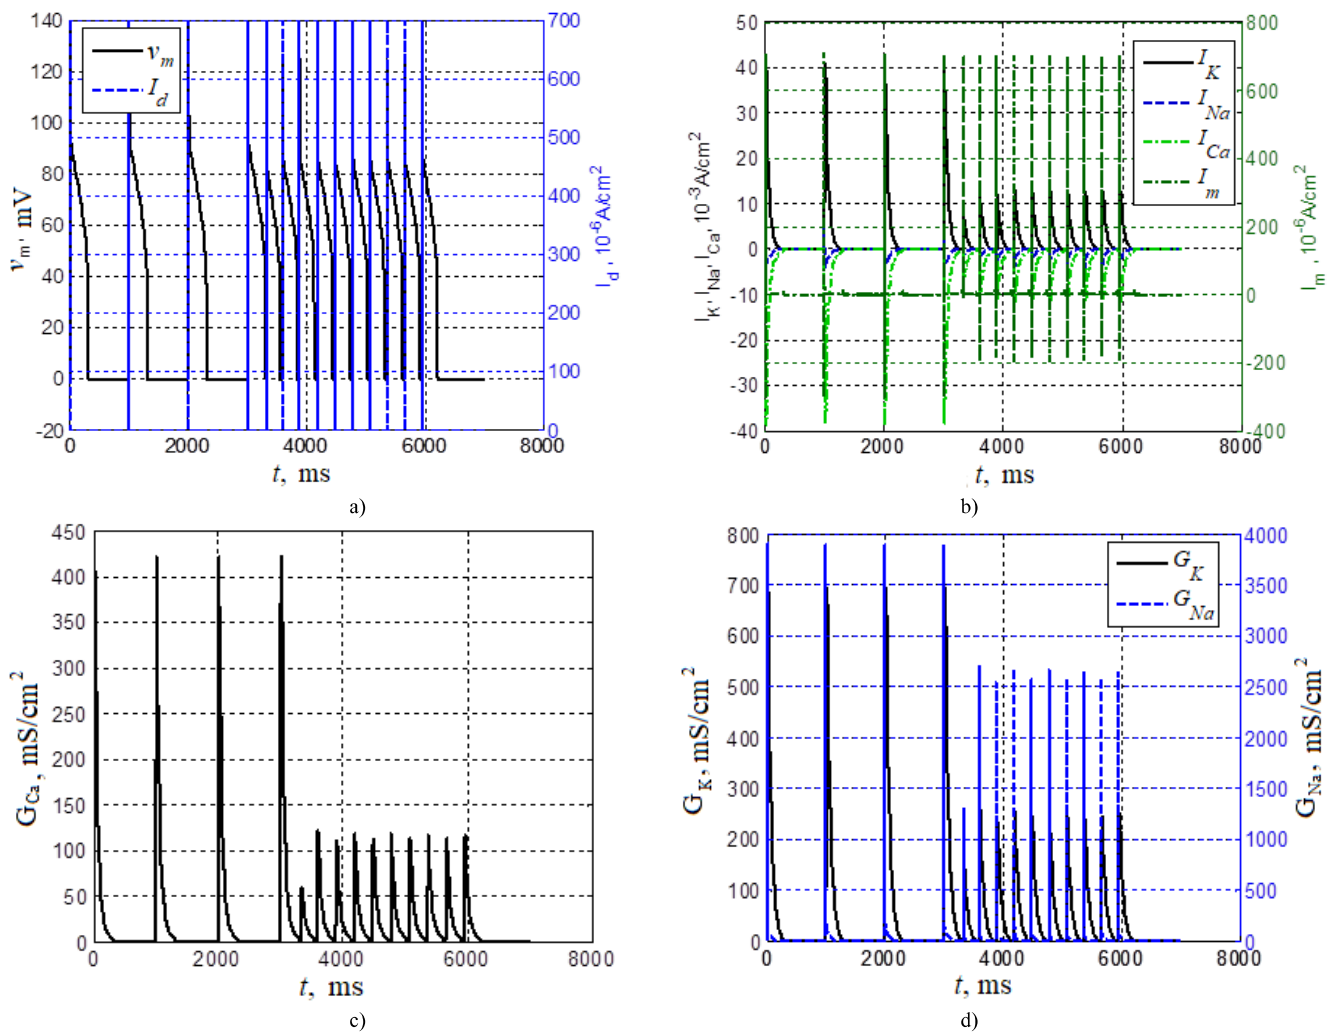 140
120
100
80
60
40
20
0
-20
v_m, mV
v_m
I_d
700
600
500
400
300
200
100
0
I_d, 10^-6 A/cm^2
0 2000 4000 6000 8000
t, ms
a)
50
40
30
20
10
0
-10
-20
-30
-40
I_K, I_Na, I_Ca, 10^-3 A/cm^2
I_K
I_Na
I_Ca
I_m
800
600
400
200
0
-200
-400
I_m, 10^-6 A/cm^2
0 2000 4000 6000 8000
t, ms
b)
450
400
350
300
250
200
150
100
50
0
G_Ca, mS/cm^2
0 2000 4000 6000 8000
t, ms
c)
800
700
600
500
400
300
200
100
0
G_K, mS/cm^2
G_K
G_Na
4000
3500
3000
2500
2000
1500
1000
500
0
G_Na, mS/cm^2
0 2000 4000 6000 8000
t, ms
d)